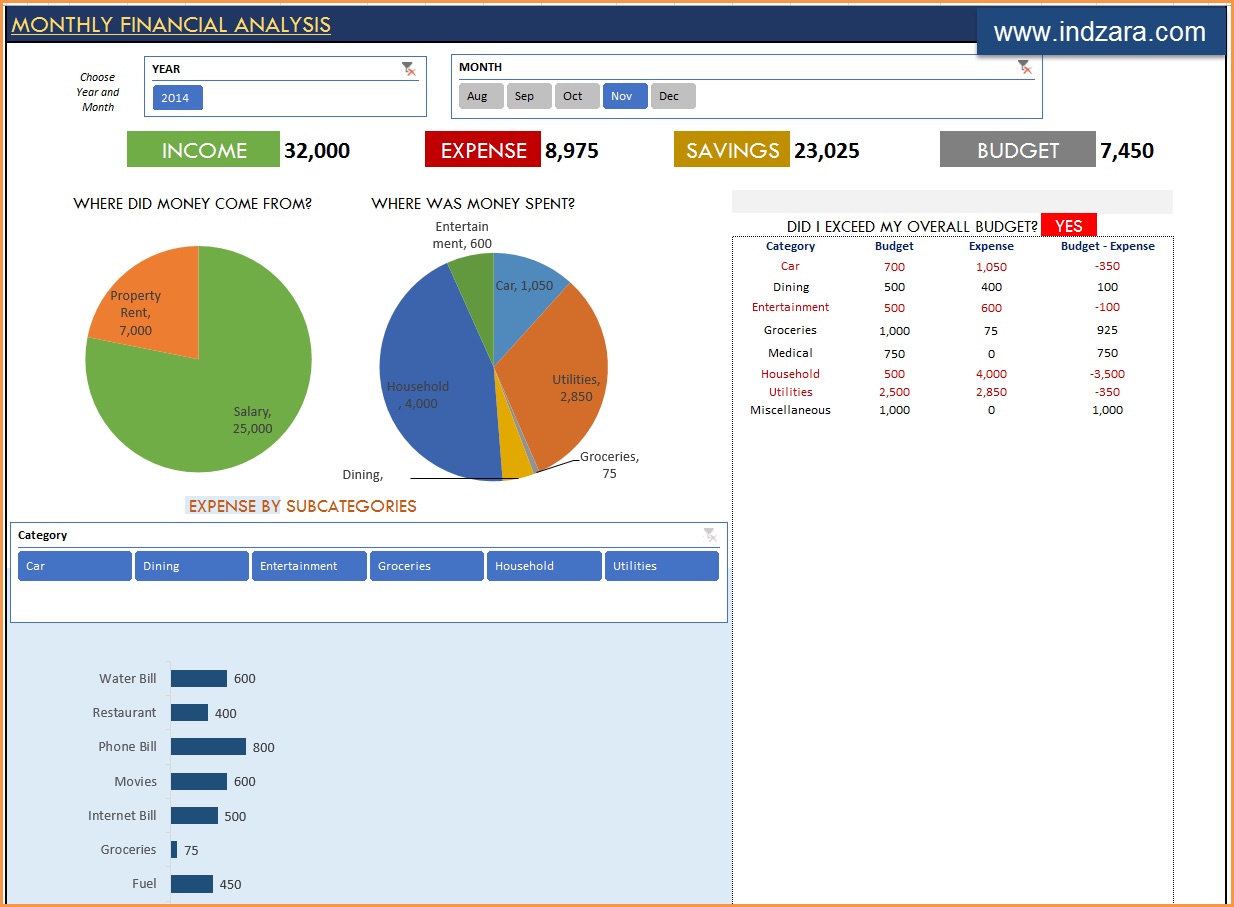 MONTHLY FINANCIAL ANALYSIS
www.indzara.com
Choose
Year and
Month
YEAR
2014
MONTH
Aug Sep Oct Nov Dec
INCOME 32,000 EXPENSE 8,975 SAVINGS 23,025 BUDGET 7,450
WHERE DID MONEY COME FROM?
Property
Rent,
7,000
Salary,
25,000
WHERE WAS MONEY SPENT?
Entertain
ment, 600
Car, 1,050
Utilities,
2,850
Household
, 4,000
Groceries,
75
Dining,
DID I EXCEED MY OVERALL BUDGET? YES
Category Budget Expense Budget - Expense
Car 700 1,050 -350
Dining 500 400 100
Entertainment 500 600 -100
Groceries 1,000 75 925
Medical 750 0 750
Household 500 4,000 -3,500
Utilities 2,500 2,850 -350
Miscellaneous 1,000 0 1,000
EXPENSE BY SUBCATEGORIES
Category
Car Dining Entertainment Groceries Household Utilities
Water Bill 600
Restaurant 400
Phone Bill 800
Movies 600
Internet Bill 500
Groceries 75
Fuel 450